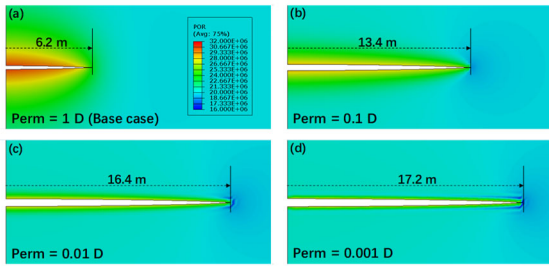 (a)
6.2 m
POR
(Avg: 75%)
32.000E+06
30.667E+06
29.333E+06
28.000E+06
26.667E+06
25.333E+06
24.000E+06
22.667E+06
21.333E+06
20.000E+06
18.667E+06
17.333E+06
16.000E+06
Perm = 1 D (Base case)
(b)
13.4 m
Perm = 0.1 D
(c)
16.4 m
Perm = 0.01 D
(d)
17.2 m
Perm = 0.001 D